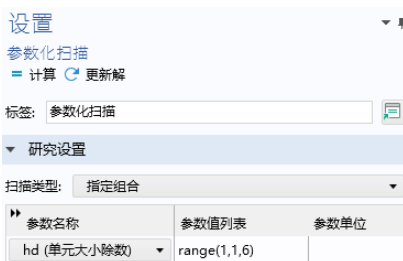 设置
参数化扫描
= 计算 更新解
标签: 参数化扫描
研究设置
扫描类型: 指定组合
参数名称 参数值列表 参数单位
hd (单元大小除数) range(1,1,6)